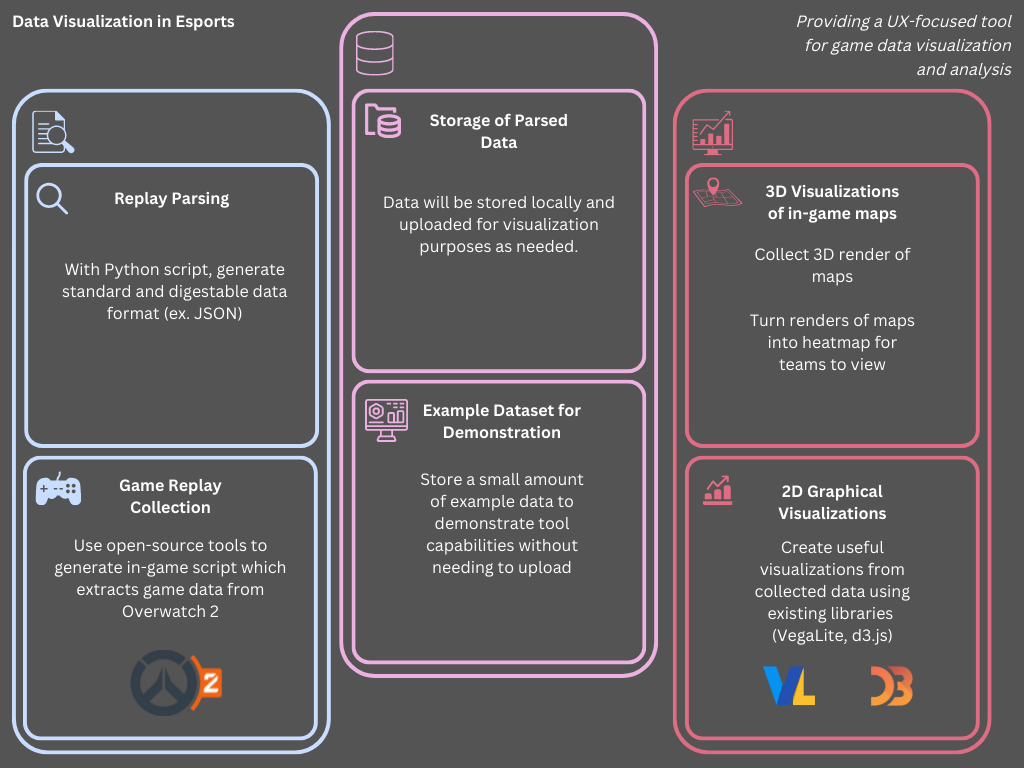 Data Visualization in Esports
Providing a UX-focused tool
for game data visualization
and analysis
Replay Parsing
With Python script, generate
standard and digestable data
format (ex. JSON)
Game Replay
Collection
Use open-source tools to
generate in-game script which
extracts game data from
Overwatch 2
2
Storage of Parsed
Data
Data will be stored locally and
uploaded for visualization
purposes as needed.
Example Dataset for
Demonstration
Store a small amount
of example data to
demonstrate tool
capabilities without
needing to upload
3D Visualizations
of in-game maps
Collect 3D render of
maps
Turn renders of maps
into heatmap for
teams to view
2D Graphical
Visualizations
Create useful
visualizations from
collected data using
existing libraries
(VegaLite, d3.js)
VL
D3